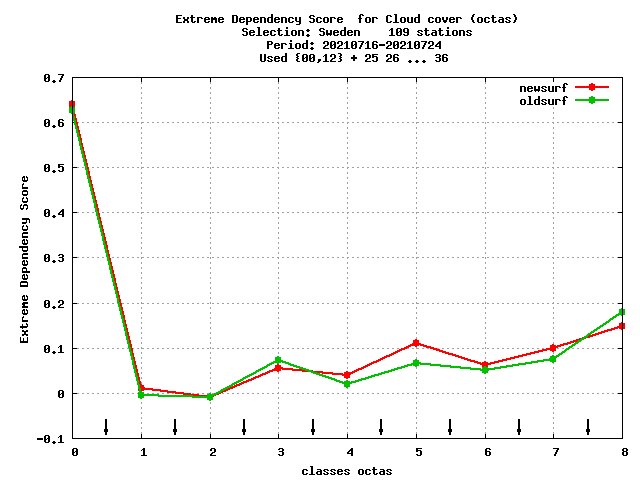 Extreme Dependency Score  for Cloud cover (octas)
Selection: Sweden    109 stations
Period: 20210716-20210724
Used {00,12} + 25 26 ... 36
newsurf
oldsurf
Extreme Dependency Score
0.7
0.6
0.5
0.4
0.3
0.2
0.1
0
-0.1
0 1 2 3 4 5 6 7 8
classes octas